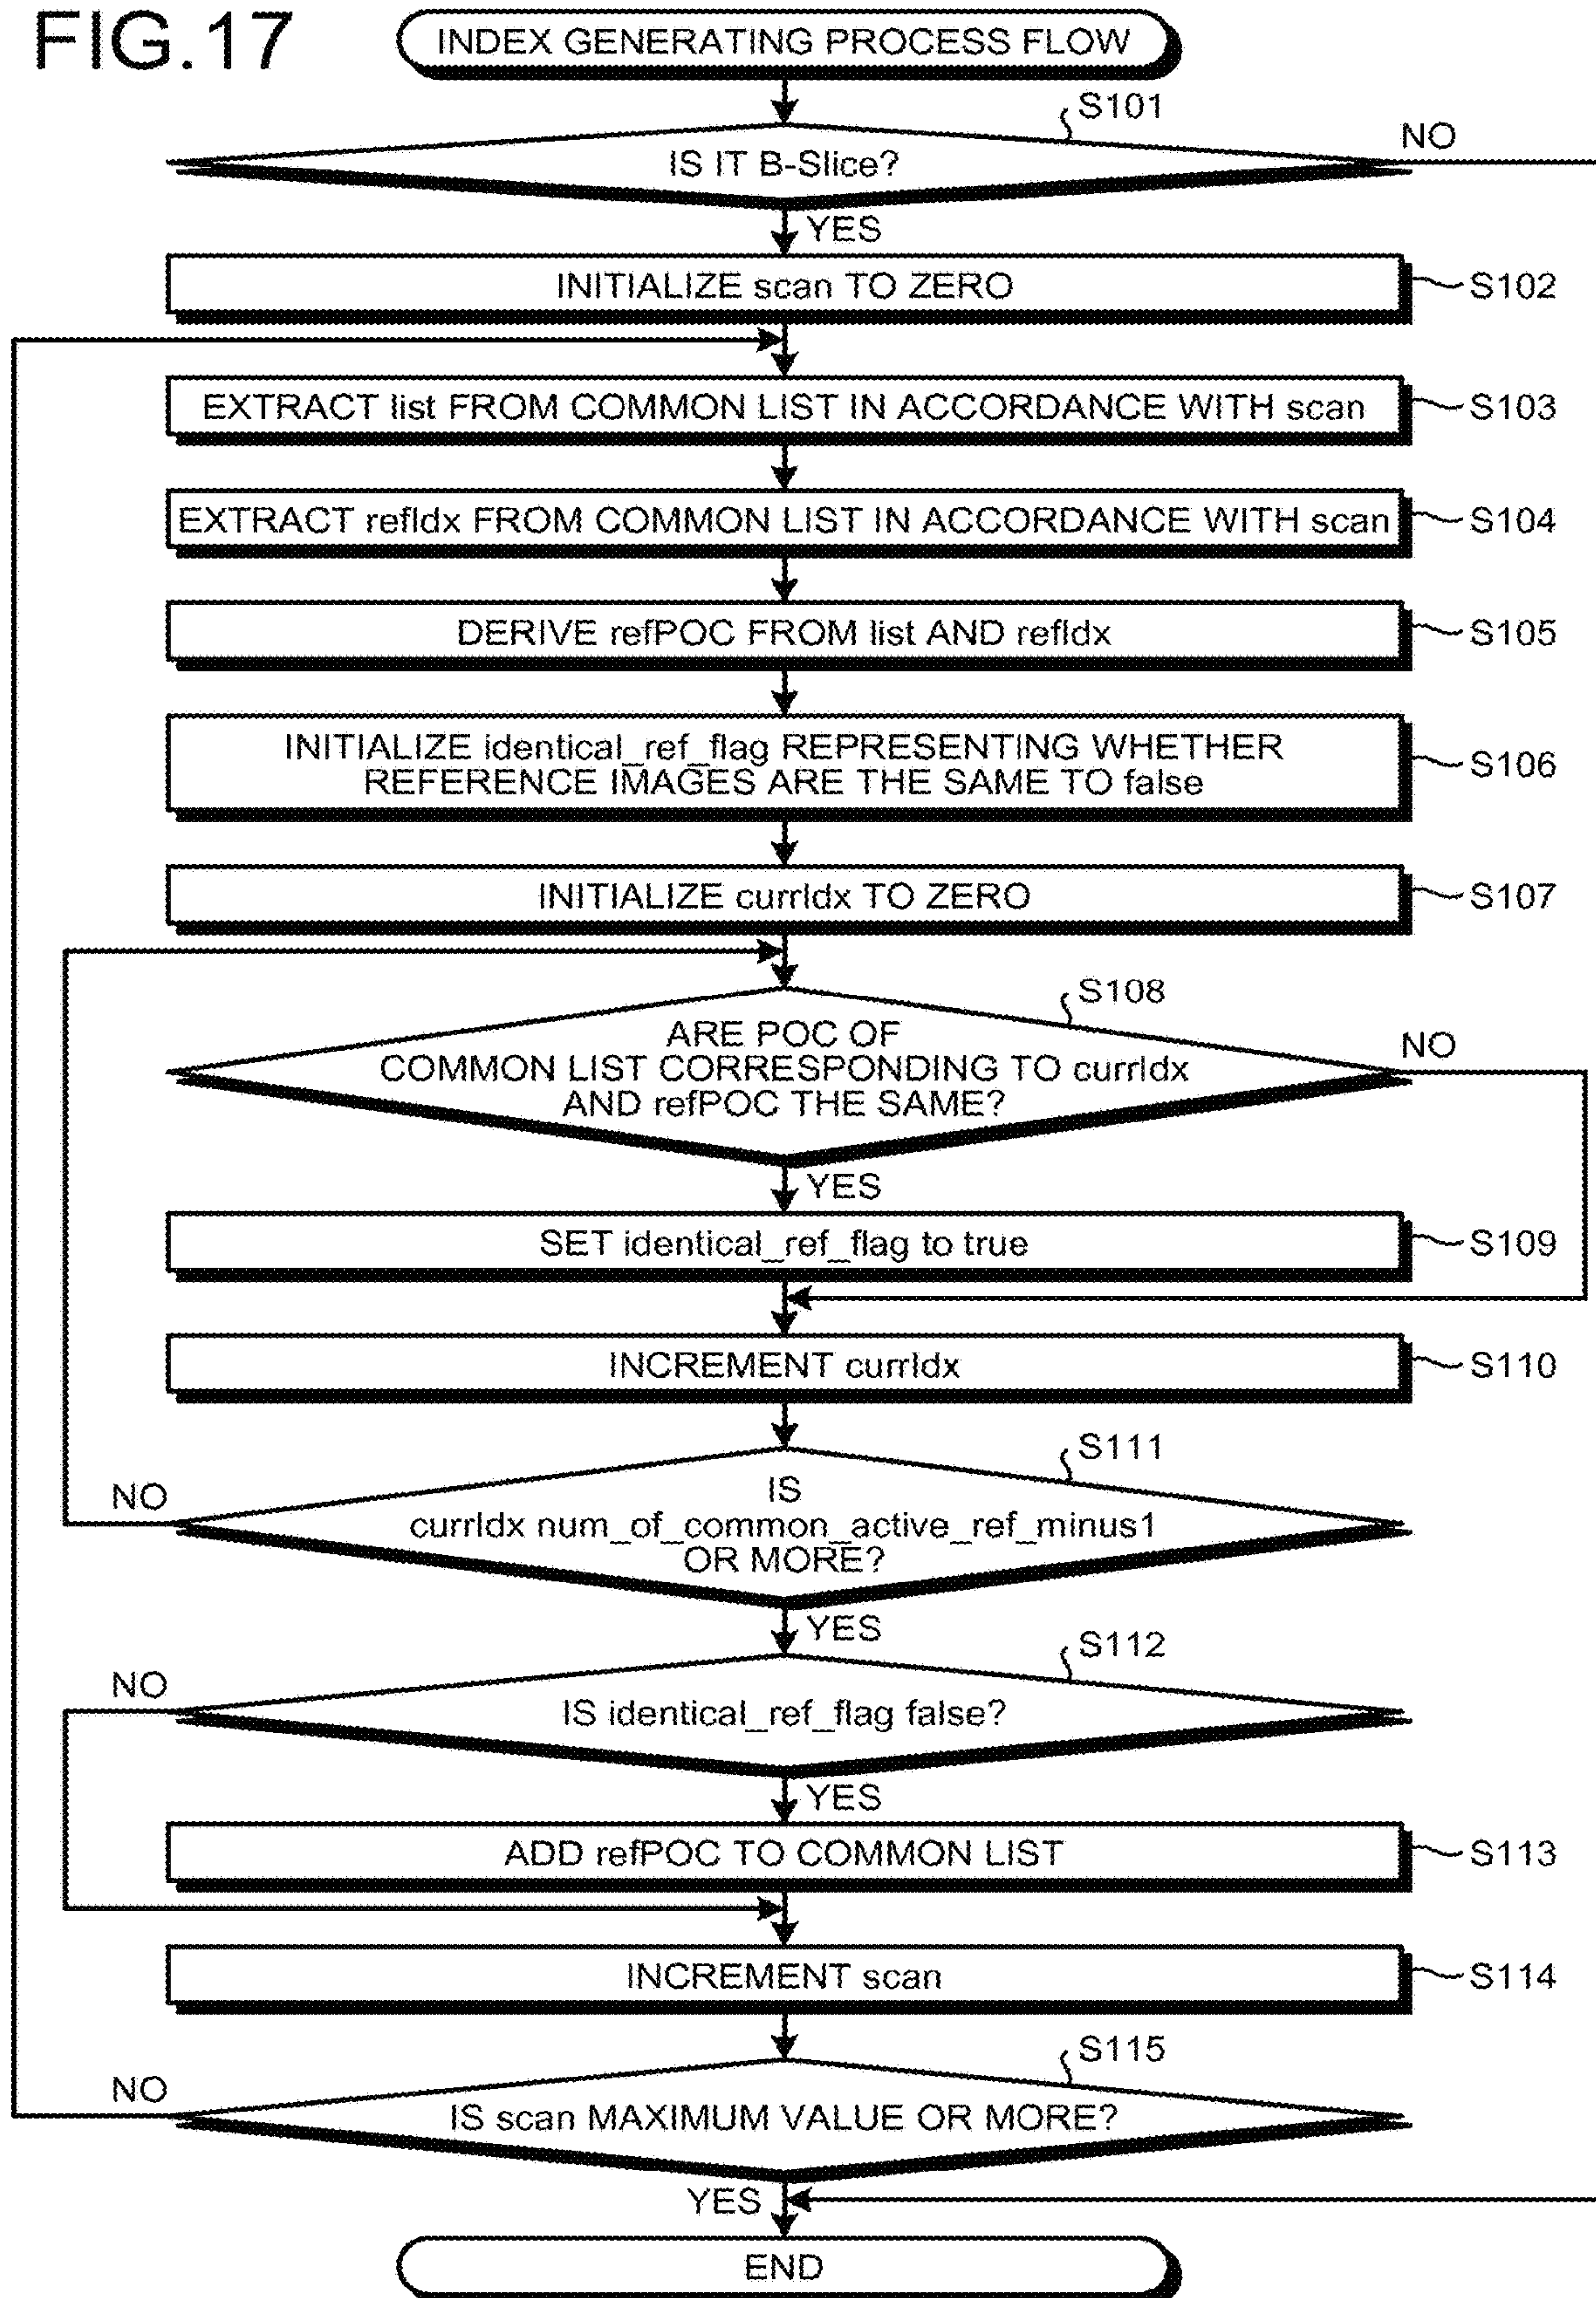 FIG.17
INDEX GENERATING PROCESS FLOW
S101
IS IT B-Slice?
NO
YES
INITIALIZE scan TO ZERO
S102
EXTRACT list FROM COMMON LIST IN ACCORDANCE WITH scan
S103
EXTRACT refIdx FROM COMMON LIST IN ACCORDANCE WITH scan
S104
DERIVE refPOC FROM list AND refIdx
S105
INITIALIZE identical_ref_flag REPRESENTING WHETHER
REFERENCE IMAGES ARE THE SAME TO false
S106
INITIALIZE currIdx TO ZERO
S107
S108
ARE POC OF
COMMON LIST CORRESPONDING TO currIdx
AND refPOC THE SAME?
NO
YES
SET identical_ref_flag to true
S109
INCREMENT currIdx
S110
S111
NO
IS
currIdx num_of_common_active_ref_minus1
OR MORE?
YES
S112
NO
IS identical_ref_flag false?
YES
ADD refPOC TO COMMON LIST
S113
INCREMENT scan
S114
S115
NO
IS scan MAXIMUM VALUE OR MORE?
YES
END